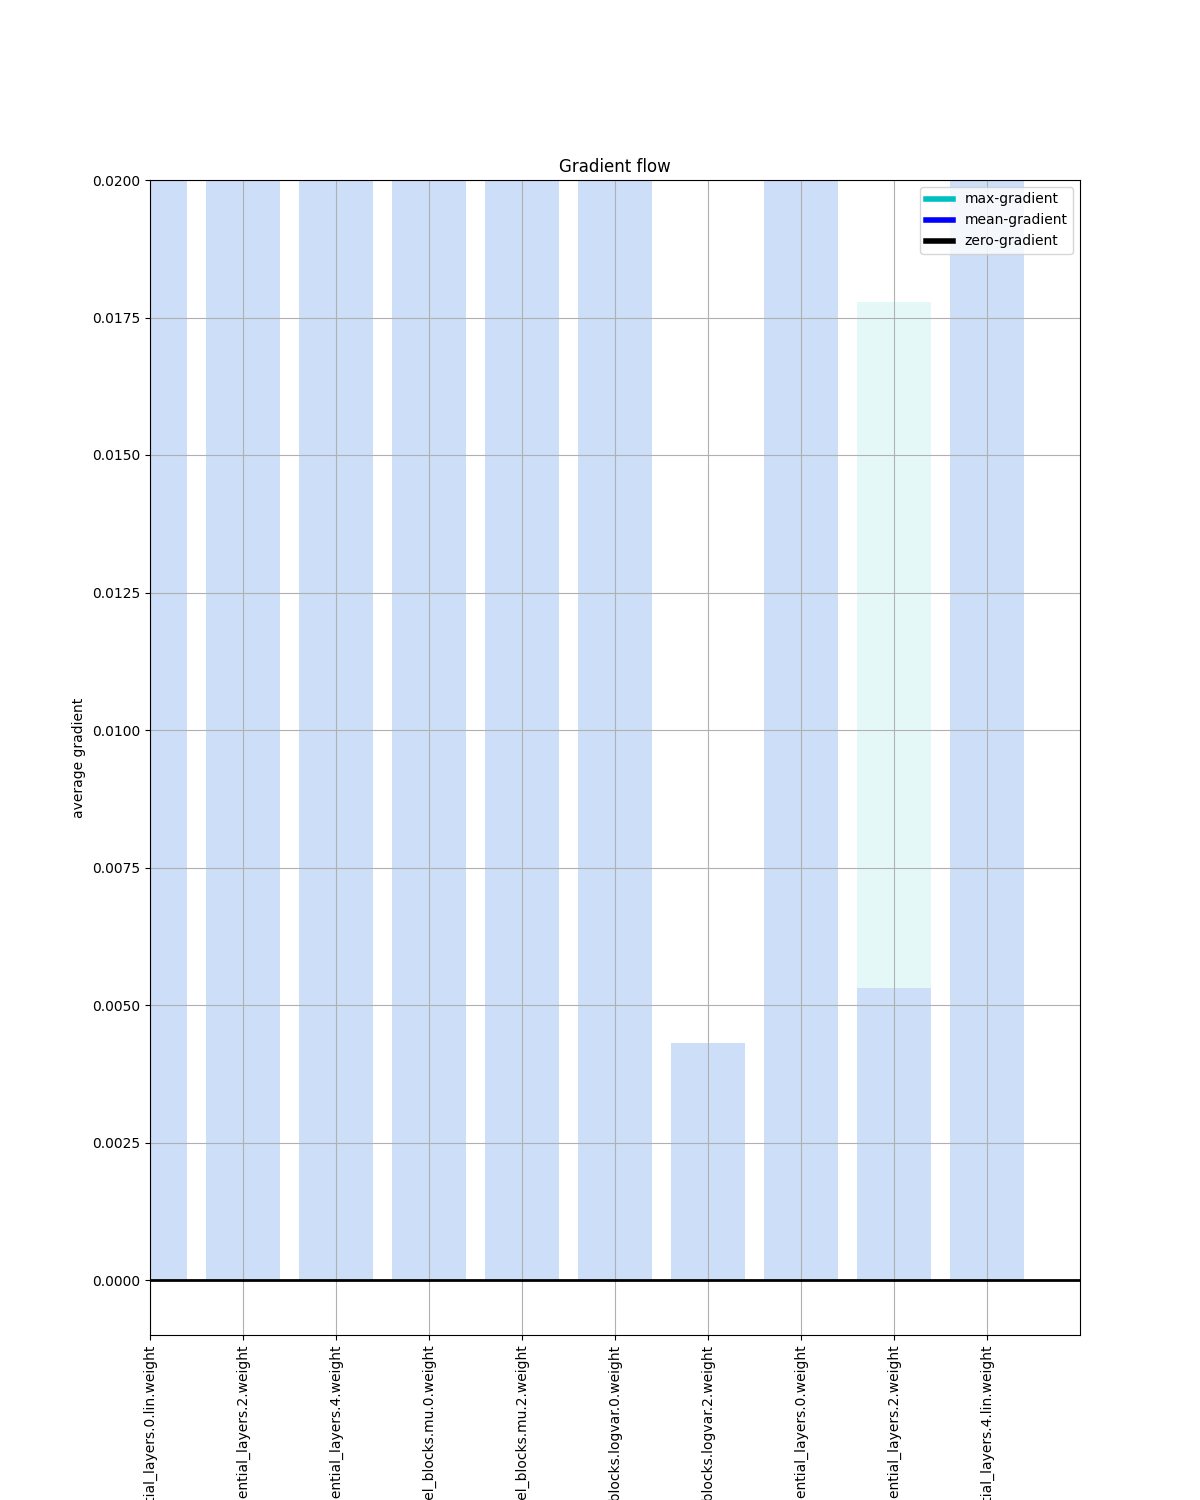 Gradient flow
max-gradient
mean-gradient
zero-gradient
0.0200
0.0175
0.0150
0.0125
0.0100
0.0075
0.0050
0.0025
0.0000
average gradient
tial_layers.0.lin.weight
ential_layers.2.weight
ential_layers.4.weight
el_blocks.mu.0.weight
el_blocks.mu.2.weight
blocks.logvar.0.weight
blocks.logvar.2.weight
ential_layers.0.weight
ential_layers.2.weight
tial_layers.4.lin.weight